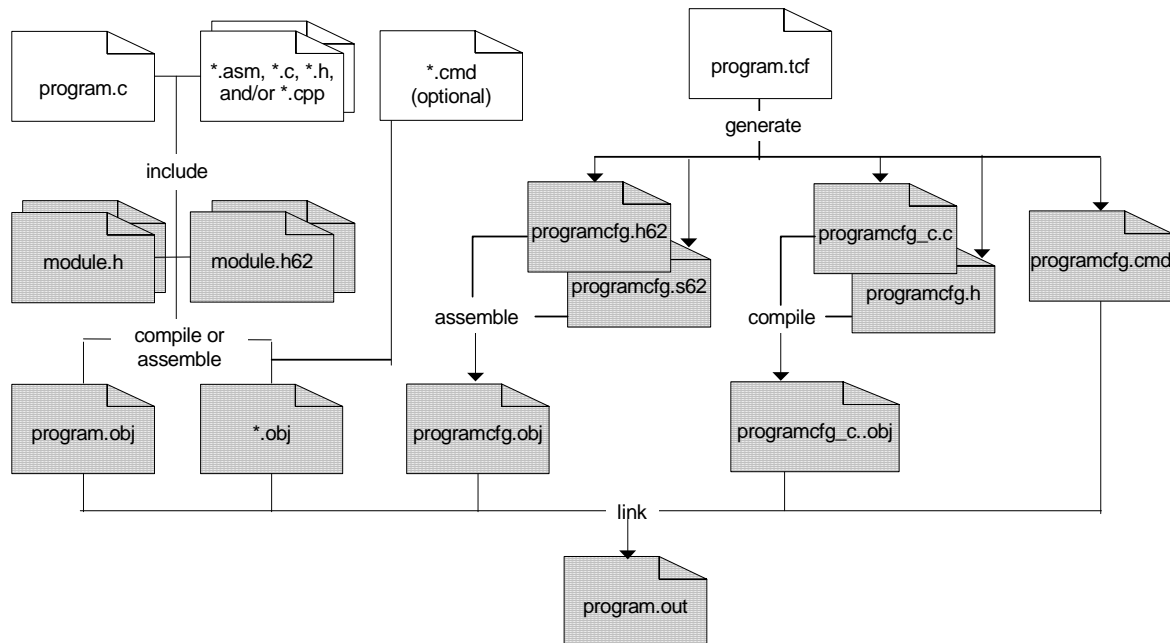 program.c
*.asm, *.c, *.h,
and/or *.cpp
*.cmd
(optional)
program.tcf
generate
include
module.h
module.h62
programcfg.h62
programcfg.s62
programcfg_c.c
programcfg.h
programcfg.cmd
assemble
compile
compile or
assemble
program.obj
*.obj
programcfg.obj
programcfg_c..obj
link
program.out